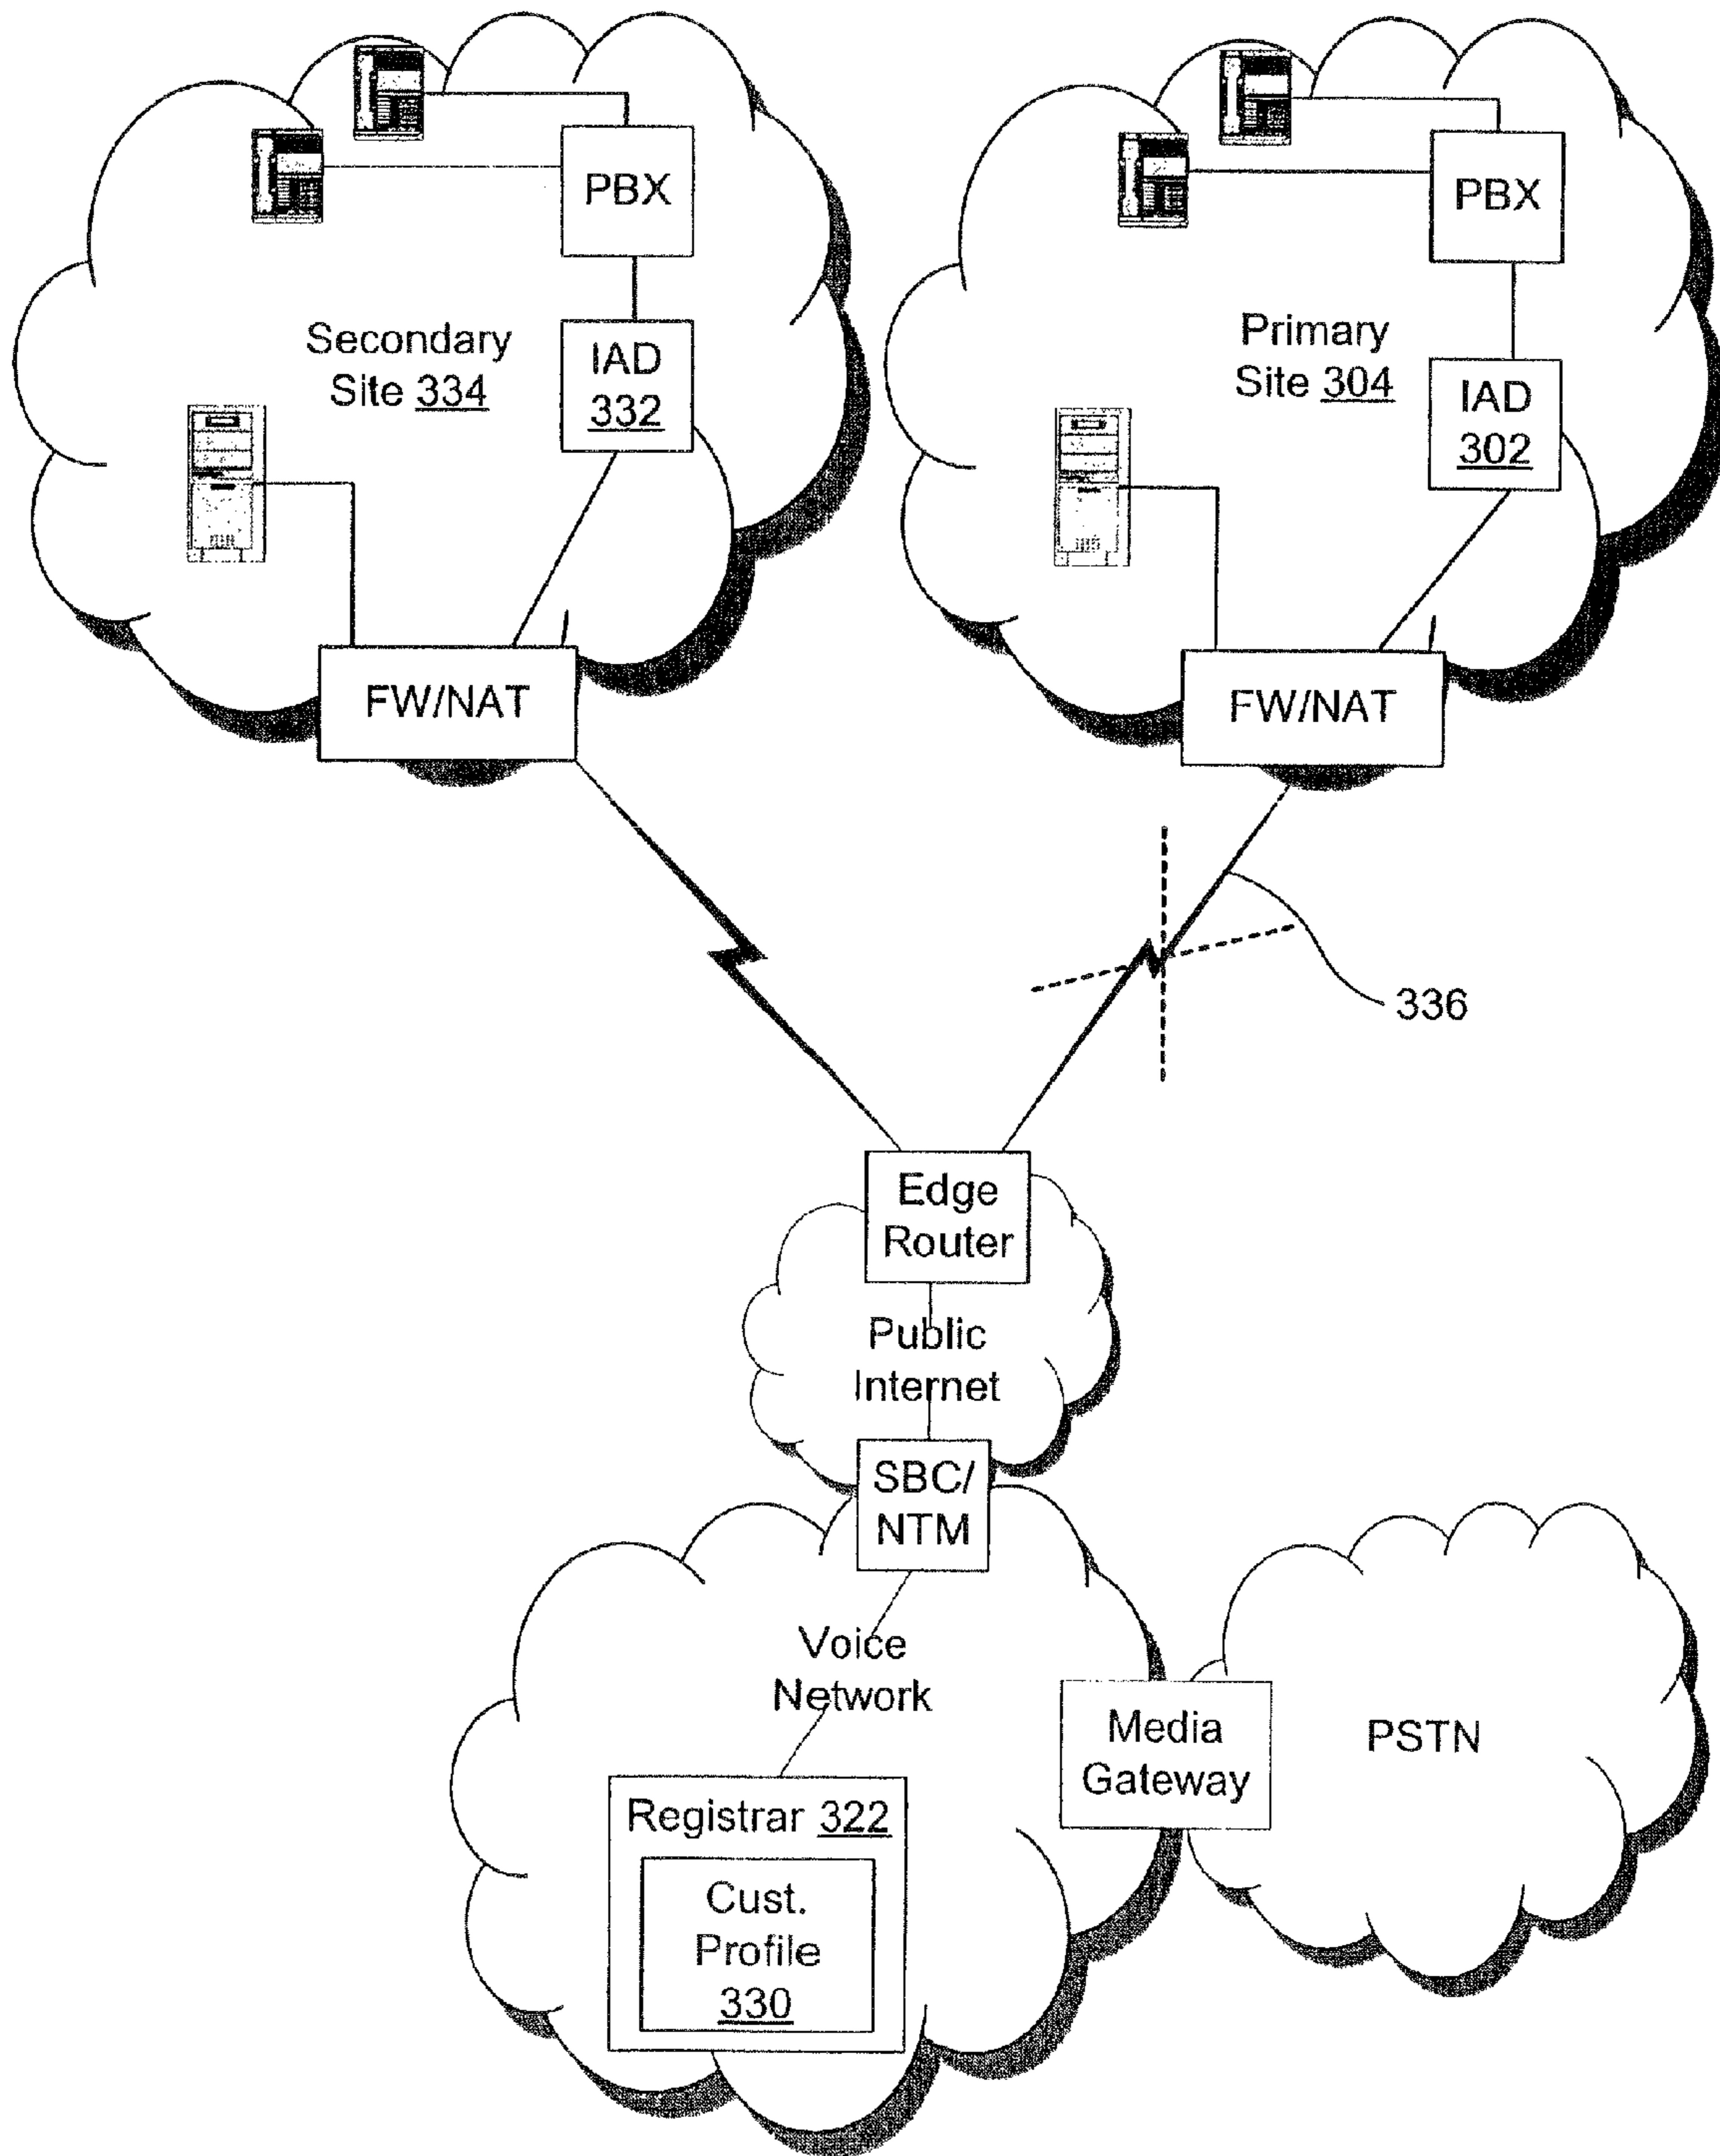 PBX
Secondary
Site 334
IAD
332
FW/NAT
PBX
Primary
Site 304
IAD
302
FW/NAT
336
Edge
Router
Public
Internet
SBC/
NTM
Voice
Network
Media
Gateway
PSTN
Registrar 322
Cust.
Profile
330